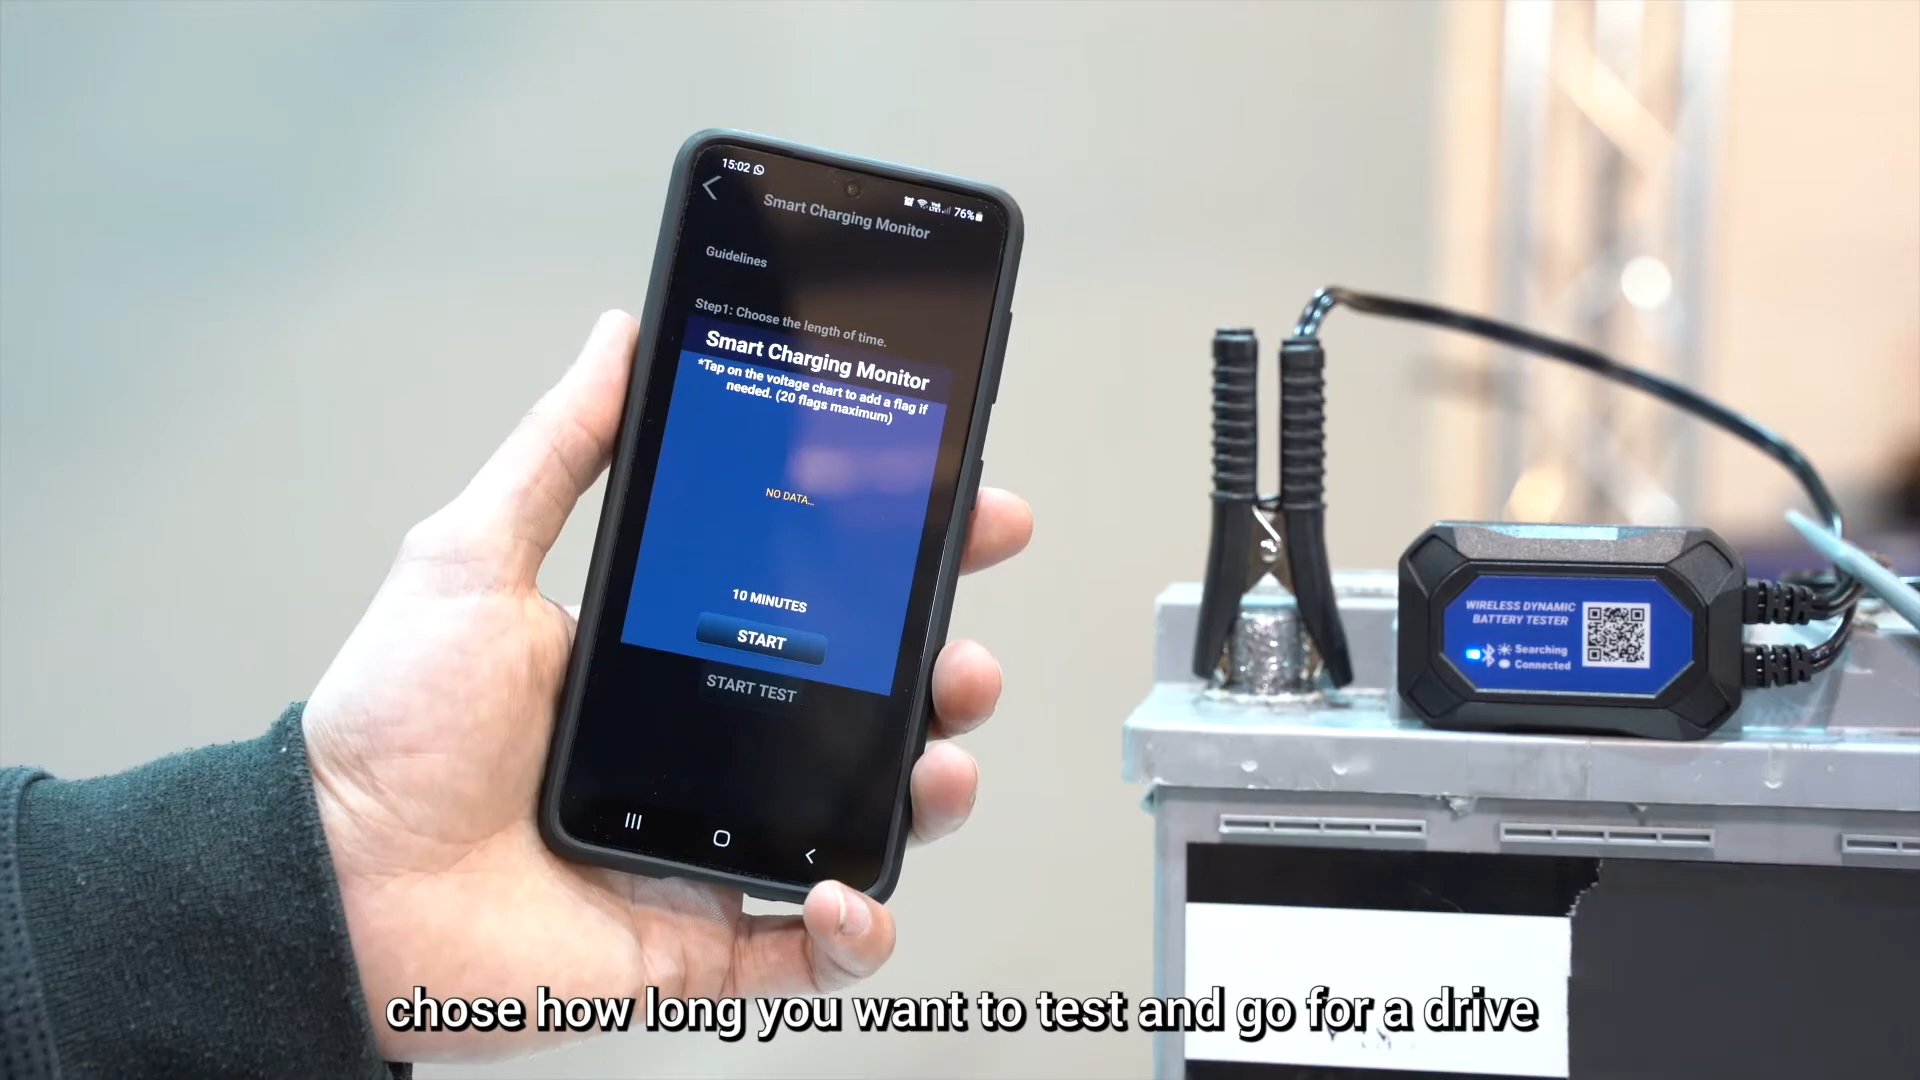 15:02
76%
Smart Charging Monitor
Guidelines
Step1: Choose the length of time.
Smart Charging Monitor
*Tap on the voltage chart to add a flag if
needed. (20 flags maximum)
NO DATA...
10 MINUTES
START
START TEST
WIRELESS DYNAMIC
BATTERY TESTER
Searching
Connected
chose how long you want to test and go for a drive